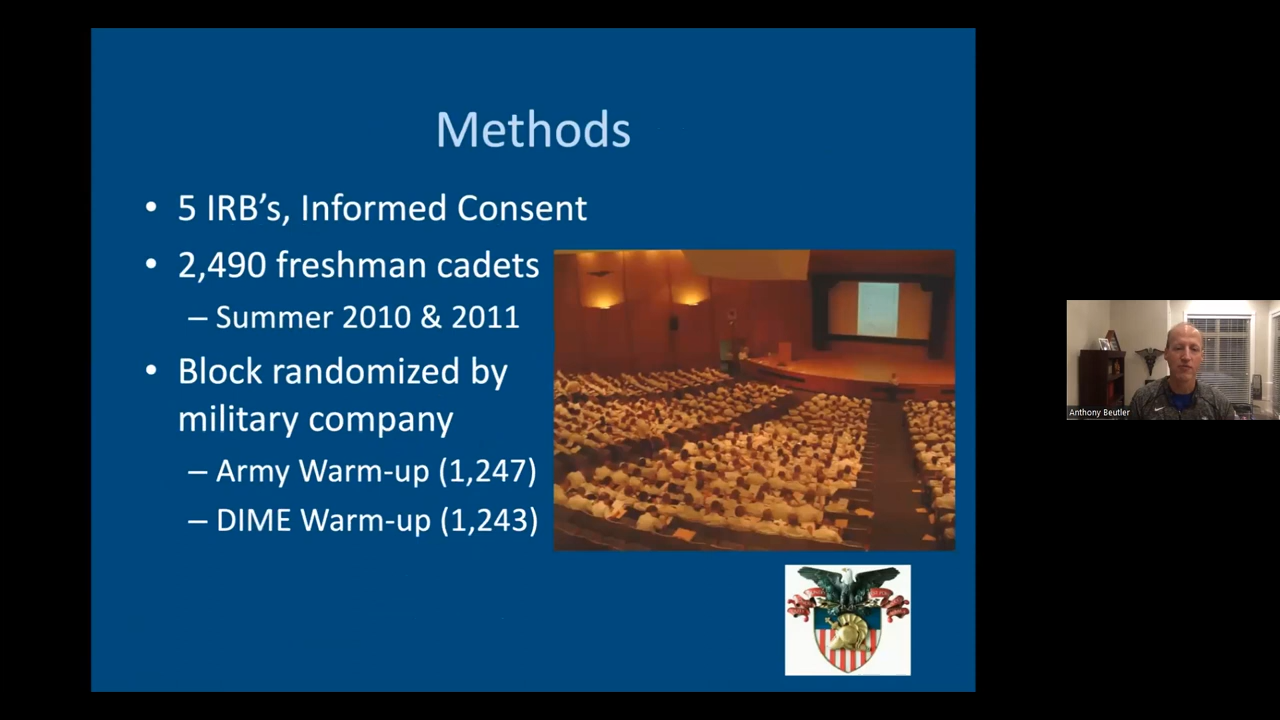 Methods
• 5 IRB's, Informed Consent
• 2,490 freshman cadets
– Summer 2010 & 2011
• Block randomized by
military company
– Army Warm-up (1,247)
– DIME Warm-up (1,243)
Anthony Beutler